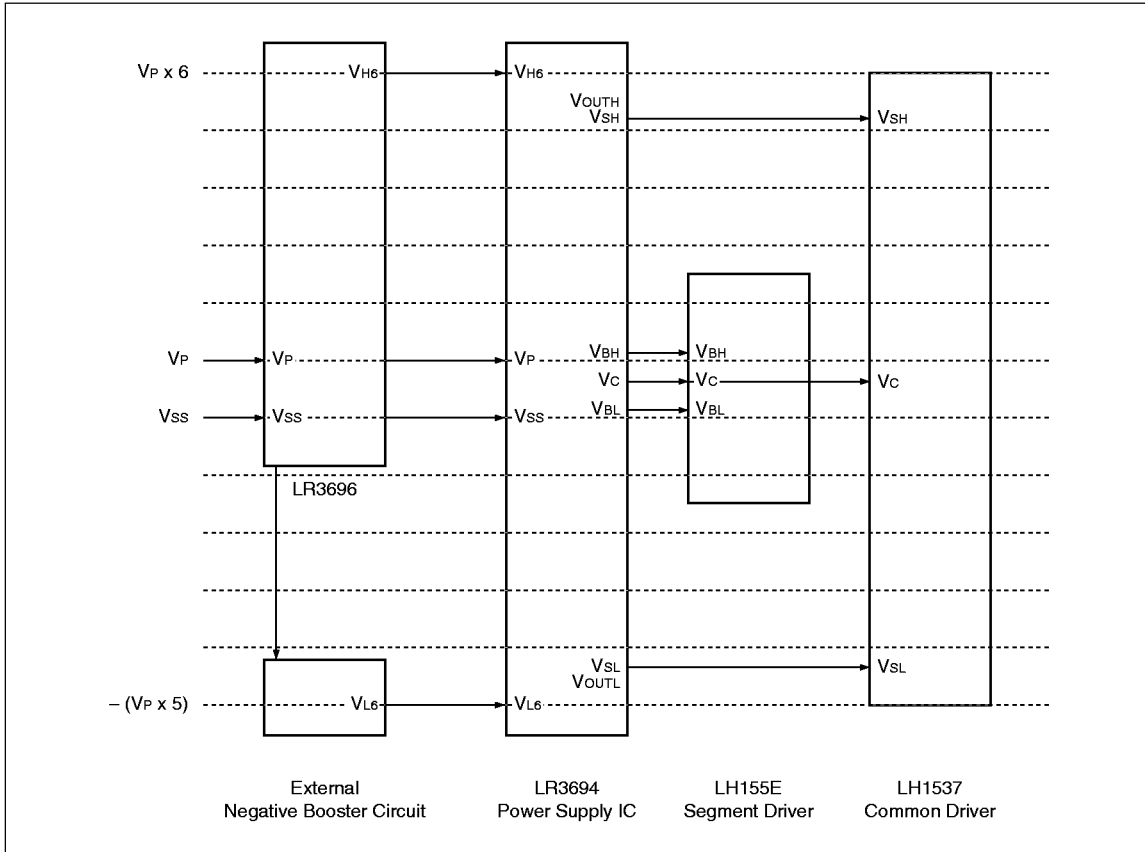 VP x 6
VH6
VH6
VOUTH
VSH
VSH
VP
VP
VP
VBH
VBH
VC
VC
VC
VSS
VSS
VSS
VBL
VBL
LR3696
VSL
VOUTL
VSL
– (VP x 5)
VL6
VL6
External
Negative Booster Circuit
LR3694
Power Supply IC
LH155E
Segment Driver
LH1537
Common Driver